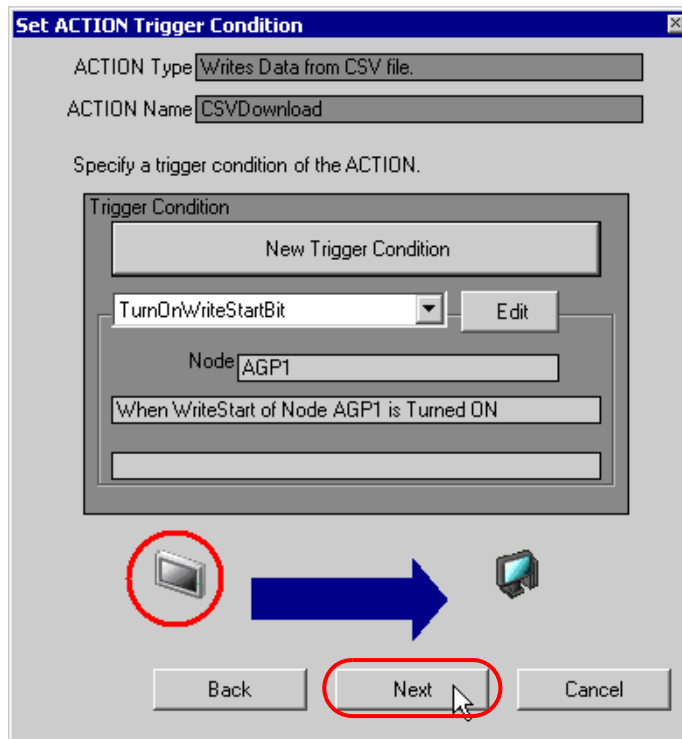 Set ACTION Trigger Condition
ACTION Type Writes Data from CSV file.
ACTION Name CSVDownload
Specify a trigger condition of the ACTION.
Trigger Condition
New Trigger Condition
TurnOnWriteStartBit Edit
Node AGP1
When WriteStart of Node AGP1 is Turned ON
Back Next Cancel